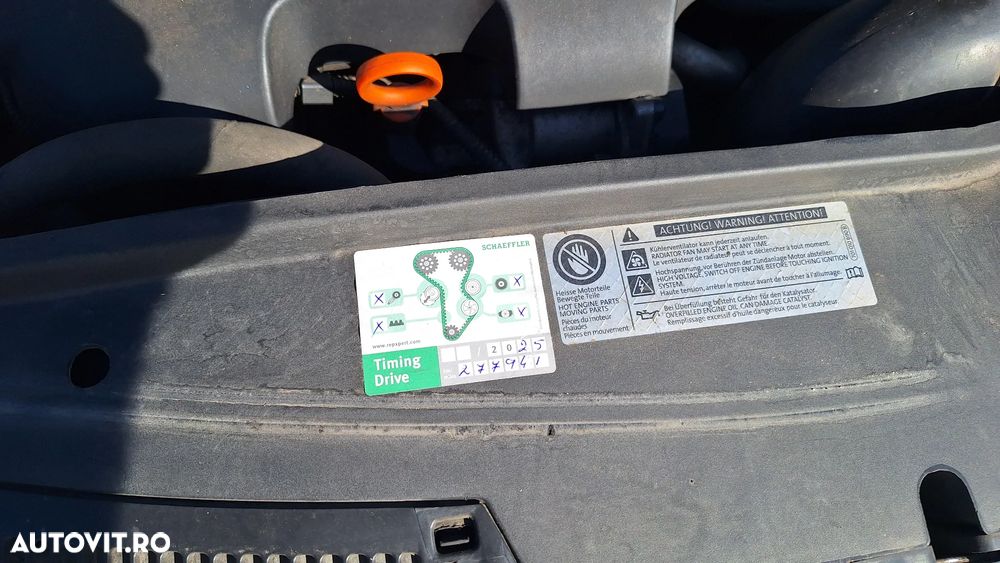 SCHAEFFLER
X
X
X
X
www.repxpert.com
Timing
Drive
/ 2025
277941
ACHTUNG! WARNING! ATTENTION!
Kühlerventilator kann jederzeit anlaufen.
RADIATOR FAN MAY START AT ANY TIME.
Le ventilateur de radiateur peut se déclencher à tout moment.
Hochspannung, vor Berühren der Zündanlage Motor abstellen.
HIGH VOLTAGE, SWITCH OFF ENGINE BEFORE TOUCHING IGNITION
SYSTEM.
Haute tension, arrêter le moteur avant de toucher à l'allumage.
Bei Überfüllung besteht Gefahr für den Katalysator.
OVERFILLED ENGINE OIL CAN DAMAGE CATALYST.
Remplissage excessif d'huile dangereux pour le catalyseur.
Heisse Motorteile
Bewegte Teile
HOT ENGINE PARTS
MOVING PARTS
Pièces du moteur
chaudes
Pièces en mouvement
AUTOVIT.RO